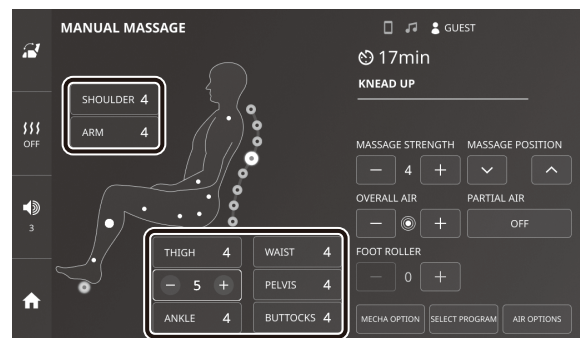 MANUAL MASSAGE
GUEST
17min
KNEAD UP
OFF
3
SHOULDER 4
ARM 4
THIGH 4
WAIST 4
− 5 +
PELVIS 4
ANKLE 4
BUTTOCKS 4
MASSAGE STRENGTH
MASSAGE POSITION
− 4 +
OVERALL AIR
PARTIAL AIR
− +
OFF
FOOT ROLLER
− 0 +
MECHA OPTION
SELECT PROGRAM
AIR OPTIONS